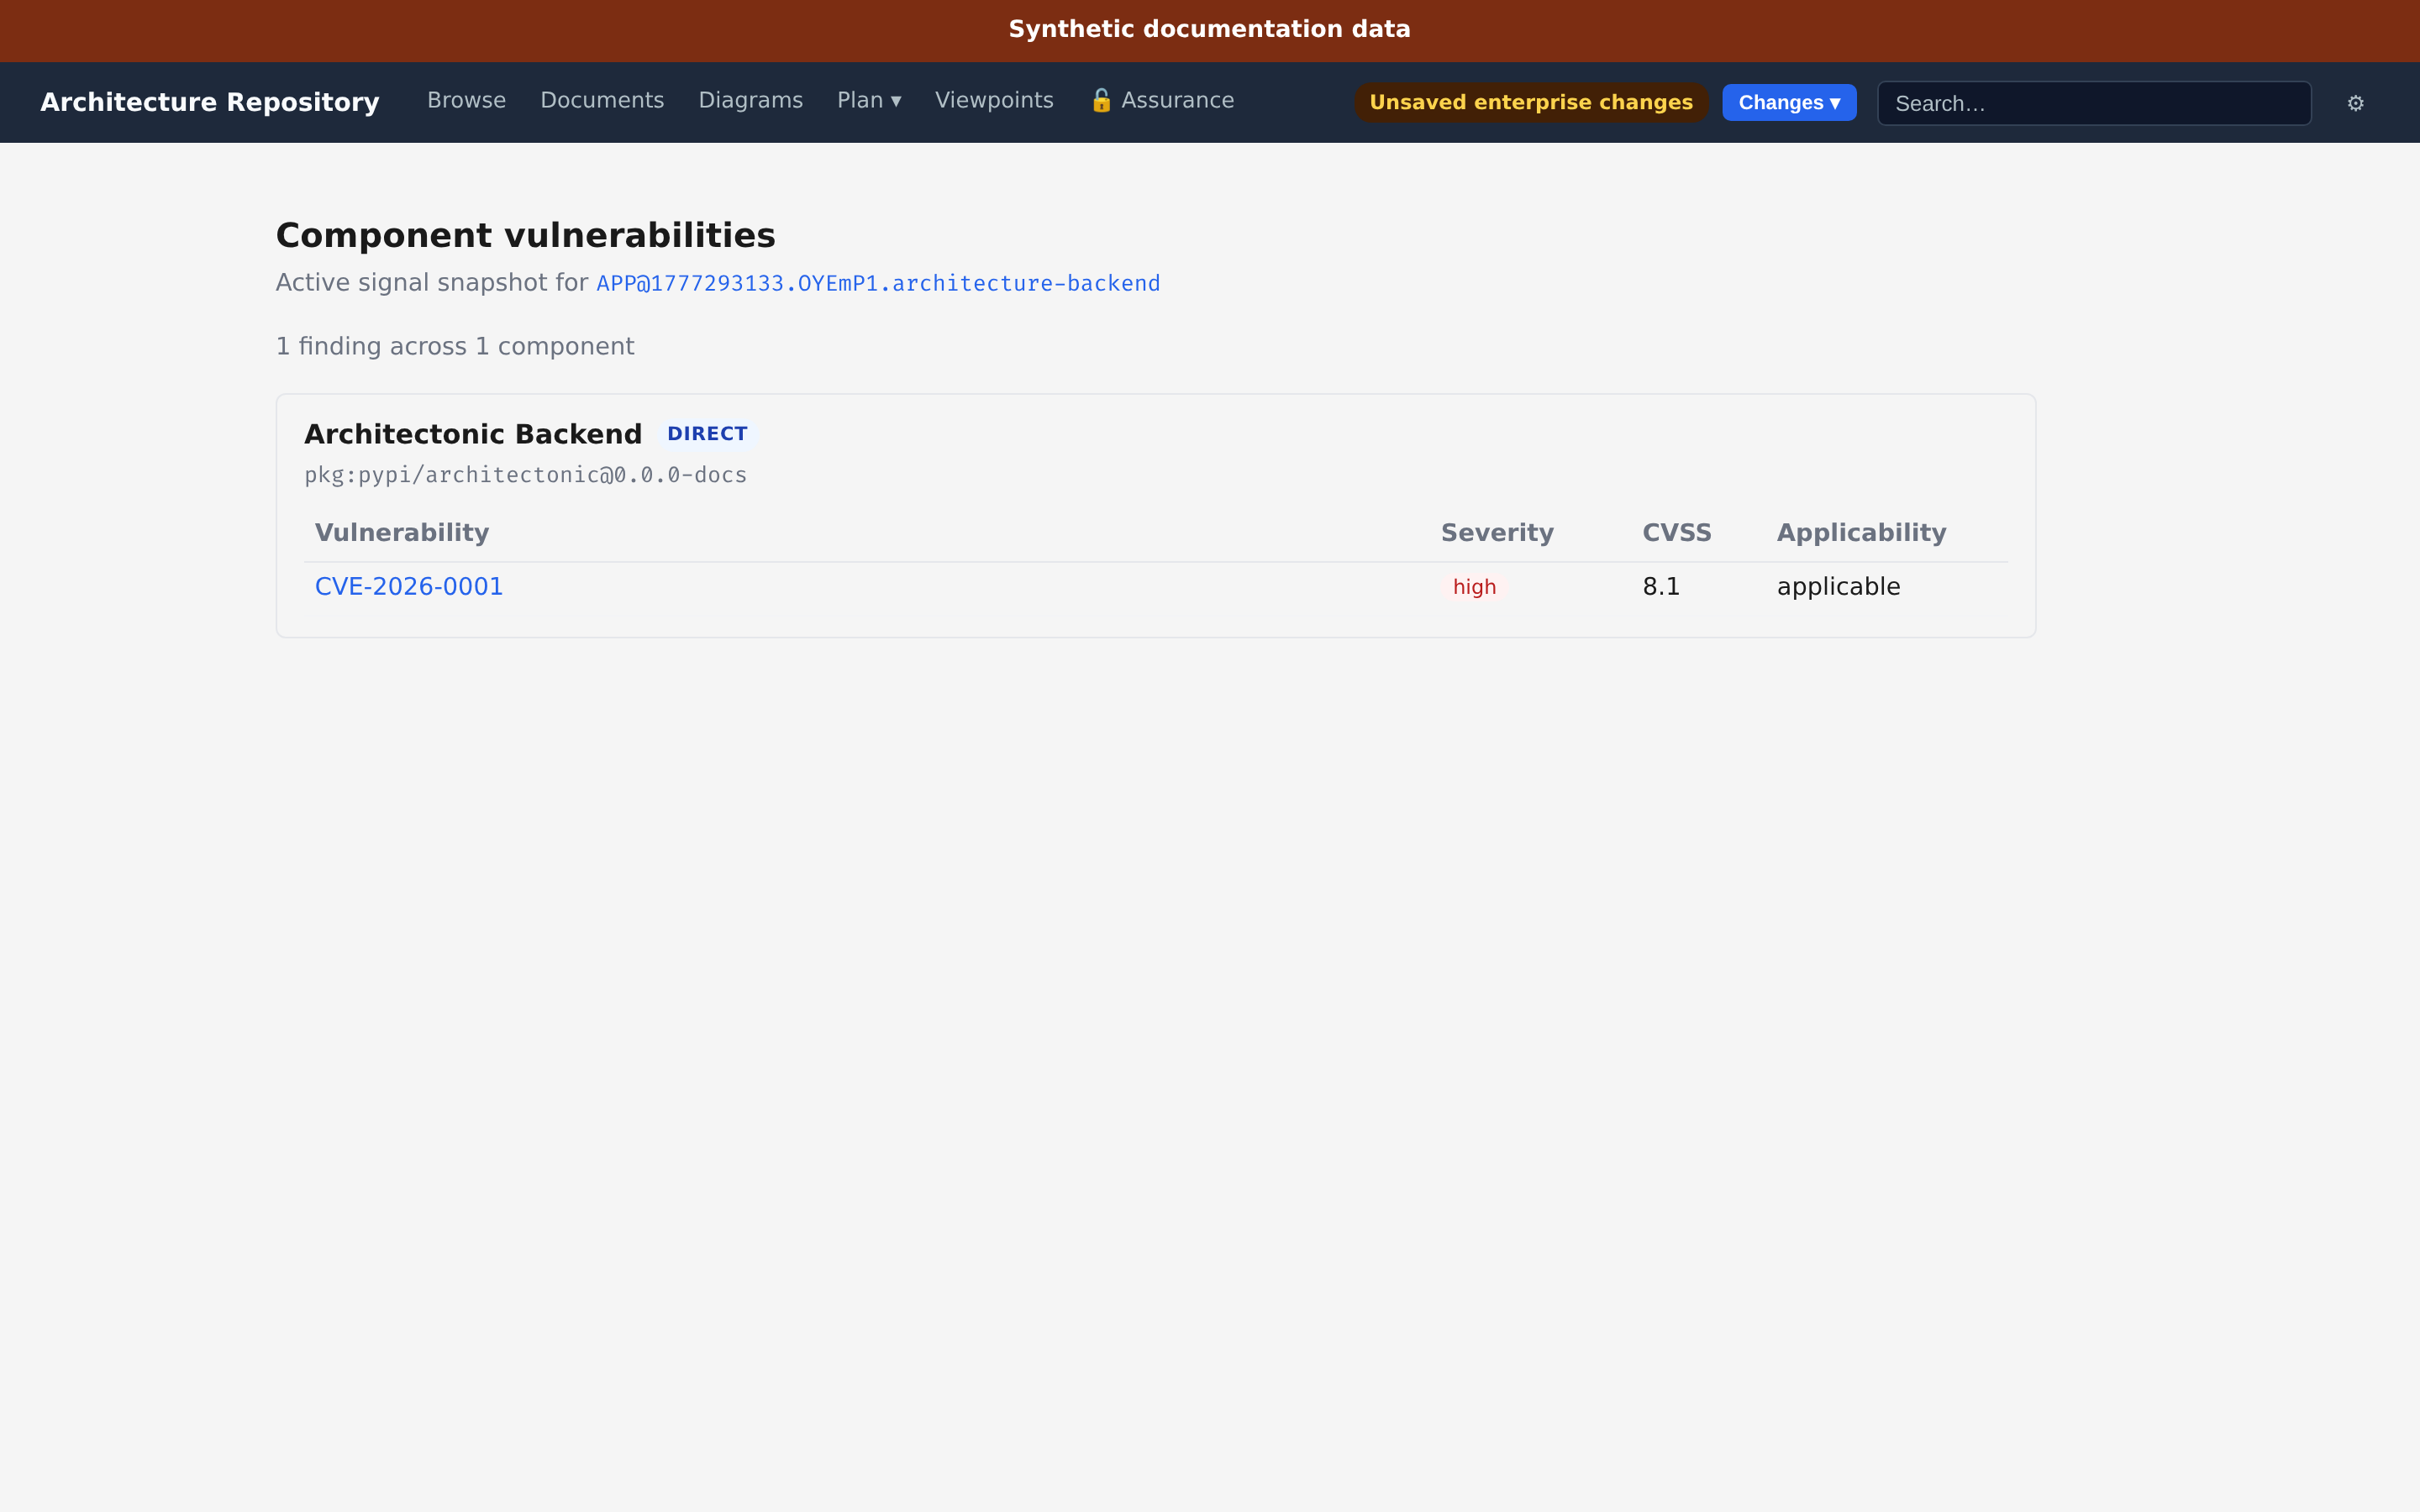 Synthetic documentation data
Architecture Repository Browse Documents Diagrams Plan ▾ Viewpoints 🔓 Assurance Unsaved enterprise changes Changes ▾ Search… ⚙
Component vulnerabilities
Active signal snapshot for APP@1777293133.OYEmP1.architecture-backend
1 finding across 1 component
Architectonic Backend DIRECT
pkg:pypi/architectonic@0.0.0-docs
Vulnerability Severity CVSS Applicability
CVE-2026-0001 high 8.1 applicable